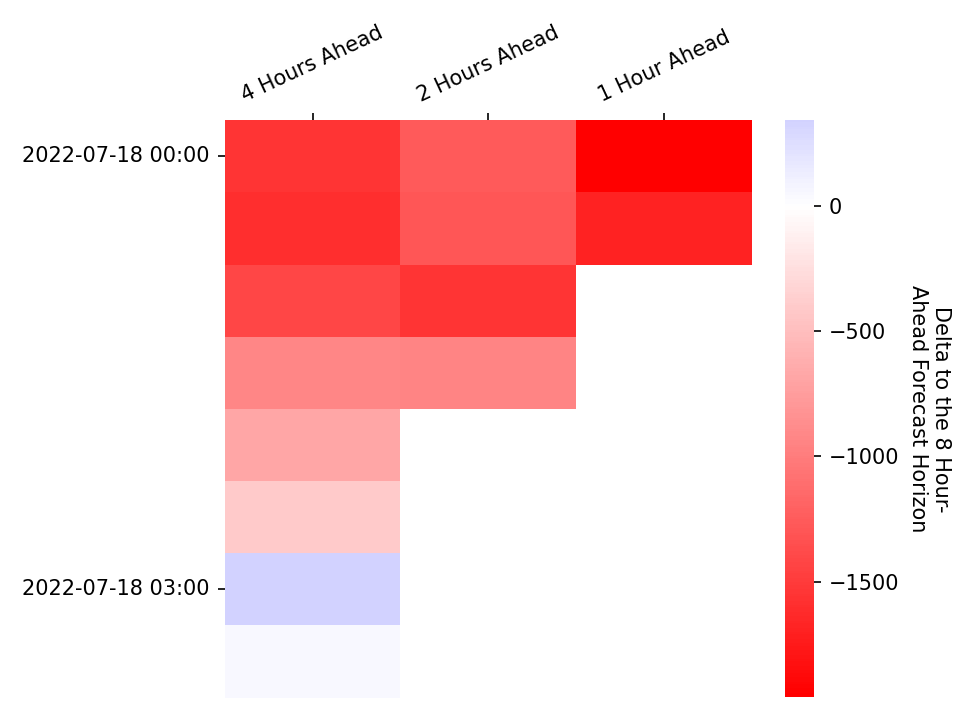 4 Hours Ahead
2 Hours Ahead
1 Hour Ahead
2022-07-18 00:00
2022-07-18 03:00
0
−500
−1000
−1500
Delta to the 8 Hour-
Ahead Forecast Horizon